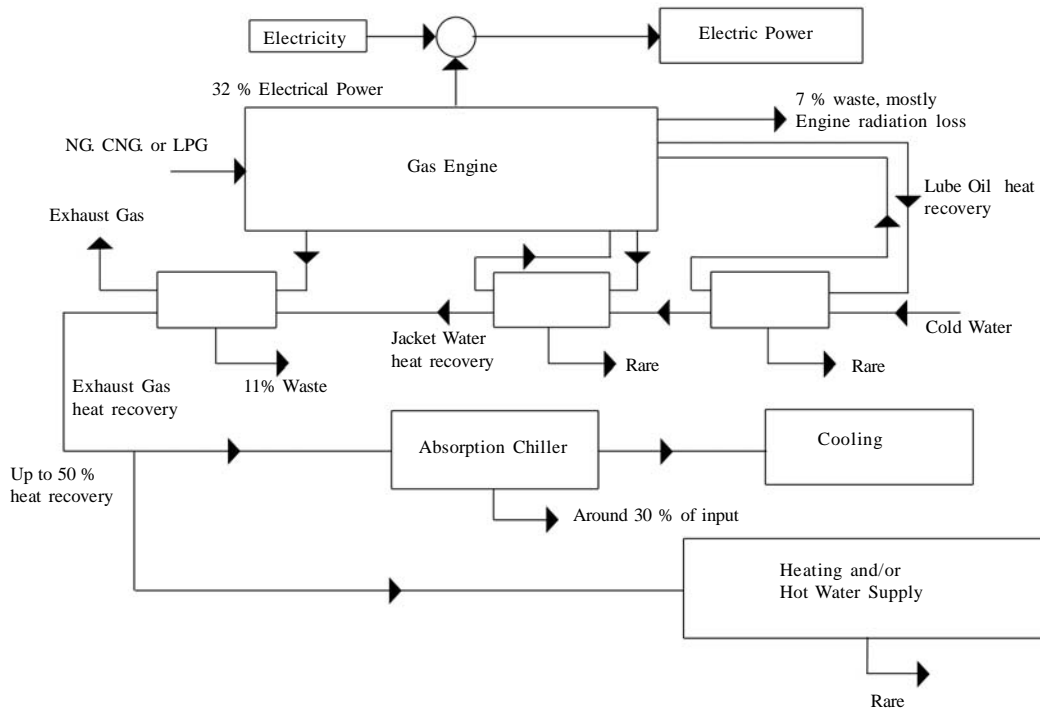 Electricity
Electric Power
32 % Electrical Power
7 % waste, mostly
Engine radiation loss
NG. CNG. or LPG
Gas Engine
Lube Oil heat
recovery
Exhaust Gas
Cold Water
Jacket Water
heat recovery
Rare
Rare
11% Waste
Exhaust Gas
heat recovery
Absorption Chiller
Cooling
Up to 50 %
heat recovery
Around 30 % of input
Heating and/or
Hot Water Supply
Rare